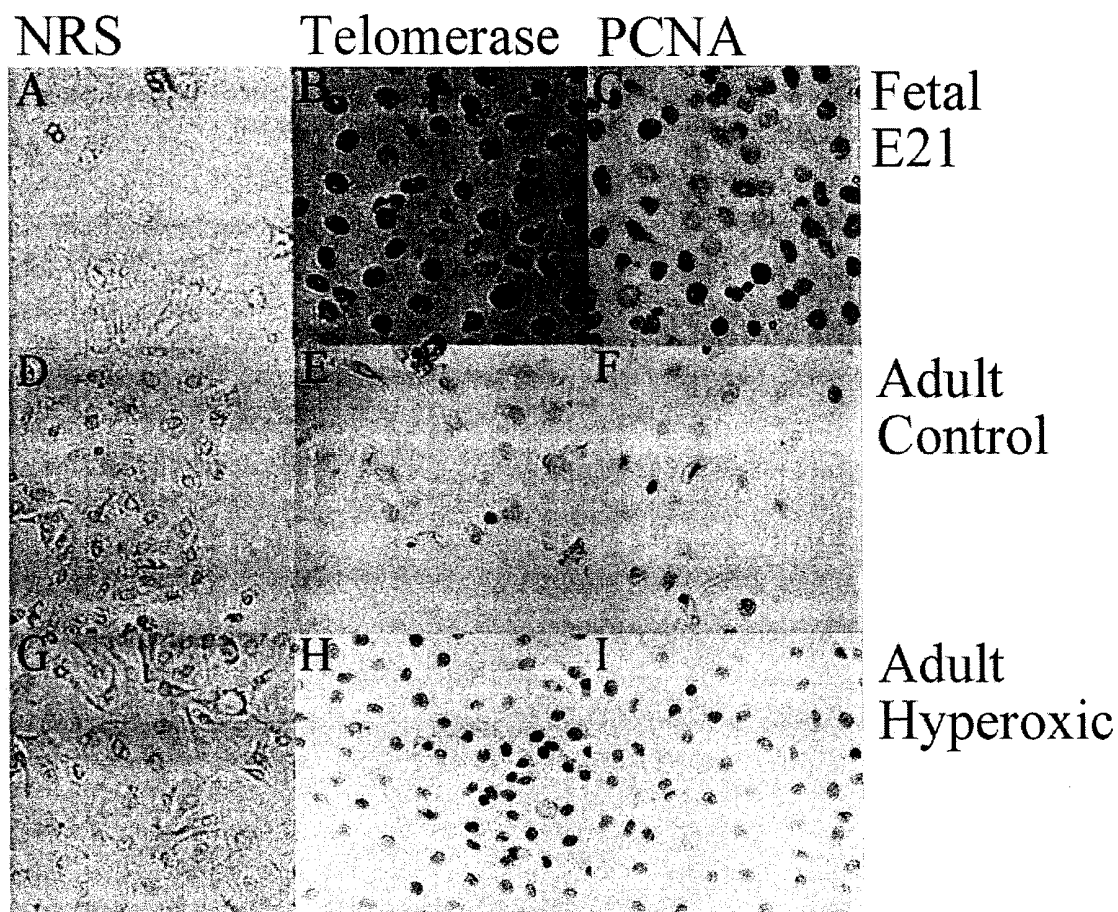 NRS Telomerase PCNA
A B C Fetal
E21
D E F Adult
Control
G H I Adult
Hyperoxic